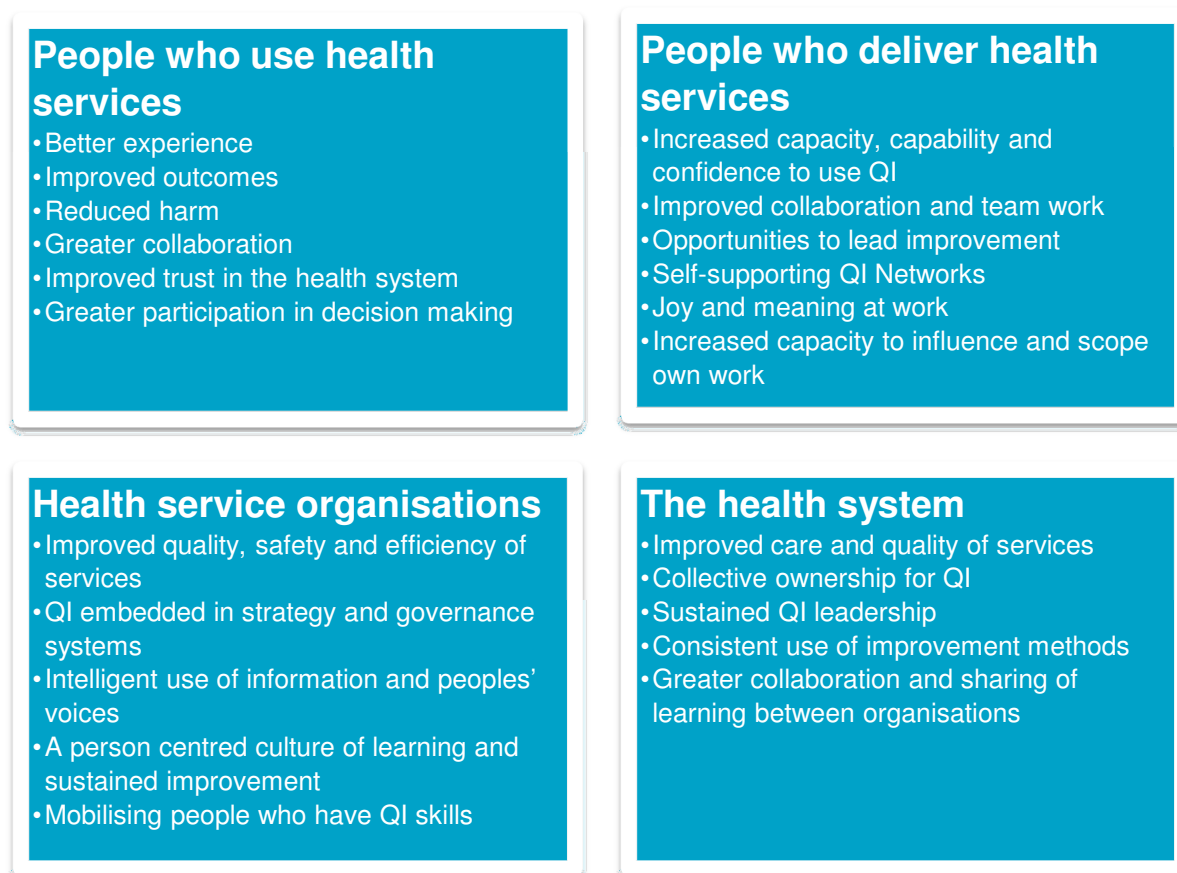 People who use health
services
•Better experience
•Improved outcomes
•Reduced harm
•Greater collaboration
•Improved trust in the health system
•Greater participation in decision making
People who deliver health
services
•Increased capacity, capability and
confidence to use QI
•Improved collaboration and team work
•Opportunities to lead improvement
•Self-supporting QI Networks
•Joy and meaning at work
•Increased capacity to influence and scope
own work
Health service organisations
•Improved quality, safety and efficiency of
services
•QI embedded in strategy and governance
systems
•Intelligent use of information and peoples’
voices
•A person centred culture of learning and
sustained improvement
•Mobilising people who have QI skills
The health system
•Improved care and quality of services
•Collective ownership for QI
•Sustained QI leadership
•Consistent use of improvement methods
•Greater collaboration and sharing of
learning between organisations